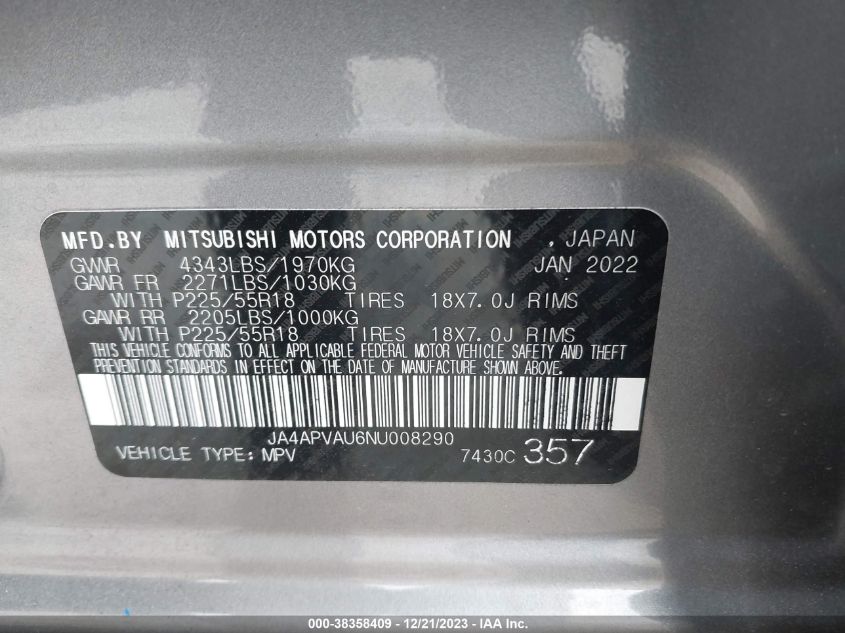 MFD.BY MITSUBISHI MOTORS CORPORATION . JAPAN
GVWR 4343LBS/1970KG JAN 2022
GAWR FR 2271LBS/1030KG
WITH P225/55R18 TIRES 18X7.0J RIMS
GAWR RR 2205LBS/1000KG
WITH P225/55R18 TIRES 18X7.0J RIMS
THIS VEHICLE CONFORMS TO ALL APPLICABLE FEDERAL MOTOR VEHICLE SAFETY AND THEFT
PREVENTION STANDARDS IN EFFECT ON THE DATE OF MANUFACTURE SHOWN ABOVE.
JA4APVAU6NU008290
VEHICLE TYPE: MPV 7430C 357
000-38358409 - 12/21/2023 - IAA Inc.